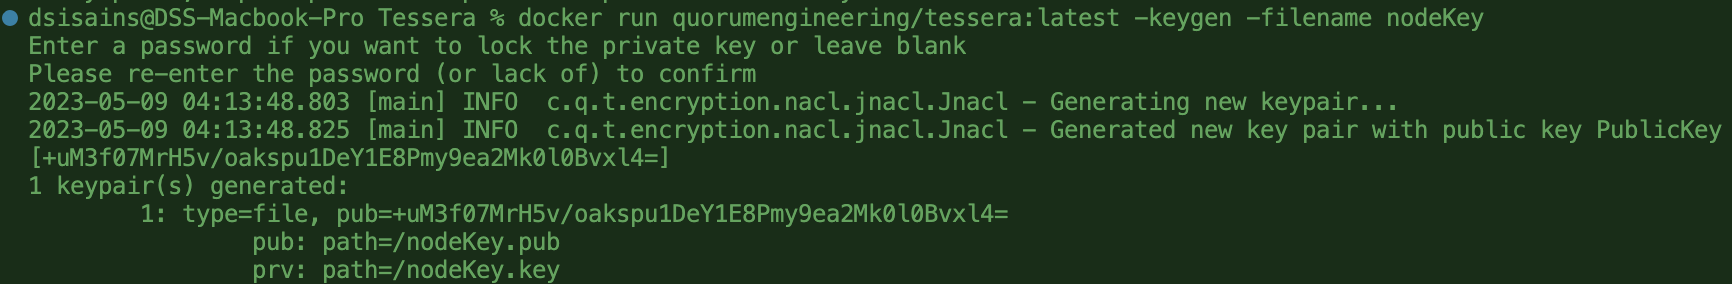 dsisains@DSS-Macbook-Pro Tessera % docker run quorumengineering/tessera:latest -keygen -filename nodeKey
Enter a password if you want to lock the private key or leave blank
Please re-enter the password (or lack of) to confirm
2023-05-09 04:13:48.803 [main] INFO  c.q.t.encryption.nacl.jnacl.Jnacl - Generating new keypair...
2023-05-09 04:13:48.825 [main] INFO  c.q.t.encryption.nacl.jnacl.Jnacl - Generated new key pair with public key PublicKey
[+uM3f07MrH5v/oakspu1DeY1E8Pmy9ea2Mk0l0Bvxl4=]
1 keypair(s) generated:
        1: type=file, pub=+uM3f07MrH5v/oakspu1DeY1E8Pmy9ea2Mk0l0Bvxl4=
                pub: path=/nodeKey.pub
                prv: path=/nodeKey.key